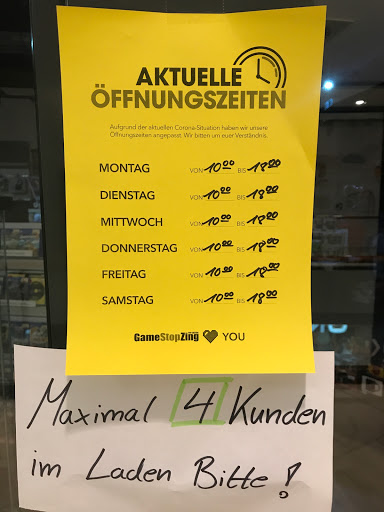 AKTUELLE
ÖFFNUNGSZEITEN
Aufgrund der aktuellen Corona-Situation haben wir unsere
Öffnungszeiten angepasst. Wir bitten um euer Verständnis.
MONTAG VON 10⁰⁰ BIS 18⁰⁰
DIENSTAG VON 10⁰⁰ BIS 18⁰⁰
MITTWOCH VON 10⁰⁰ BIS 18⁰⁰
DONNERSTAG VON 10⁰⁰ BIS 18⁰⁰
FREITAG VON 10⁰⁰ BIS 18⁰⁰
SAMSTAG VON 10⁰⁰ BIS 18⁰⁰
GameStopZing YOU
Maximal 4 Kunden
im Laden Bitte!